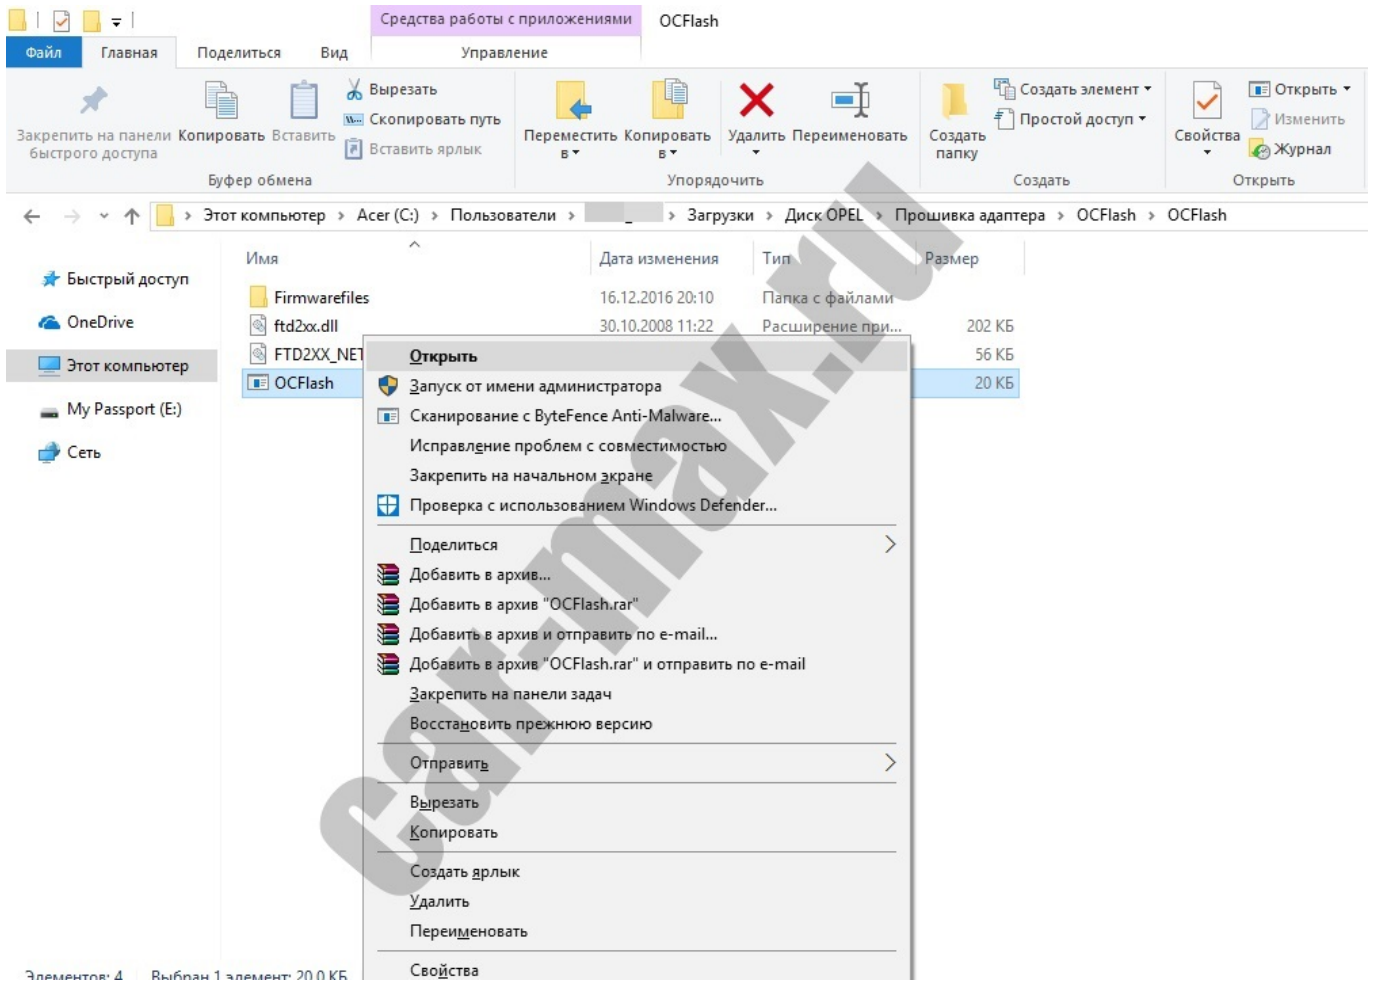 Средства работы с приложениями OCFlash
Файл Главная Поделиться Вид Управление
Закрепить на панели быстрого доступа
Копировать
Вставить
Вырезать
Скопировать путь
Вставить ярлык
Переместить в
Копировать в
Удалить
Переименовать
Создать папку
Создать элемент
Простой доступ
Свойства
Открыть
Изменить
Журнал
Буфер обмена Упорядочить Создать Открыть
Этот компьютер > Acer (C:) > Пользователи > _ > Загрузки > Диск OPEL > Прошивка адаптера > OCFlash > OCFlash
Имя Дата изменения Тип Размер
Быстрый доступ
OneDrive
Этот компьютер
My Passport (E:)
Сеть
Firmwarefiles 16.12.2016 20:10 Папка с файлами
ftd2xx.dll 30.10.2008 11:22 Расширение при... 202 КБ
FTD2XX_NET 56 КБ
OCFlash 20 КБ
Открыть
Запуск от имени администратора
Сканирование с ByteFence Anti-Malware...
Исправление проблем с совместимостью
Закрепить на начальном экране
Проверка с использованием Windows Defender...
Поделиться
Добавить в архив...
Добавить в архив "OCFlash.rar"
Добавить в архив и отправить по e-mail...
Добавить в архив "OCFlash.rar" и отправить по e-mail
Закрепить на панели задач
Восстановить прежнюю версию
Отправить
Вырезать
Копировать
Создать ярлык
Удалить
Переименовать
Свойства
Элементов: 4 Выбран 1 элемент: 20,0 КБ
car-max.ru